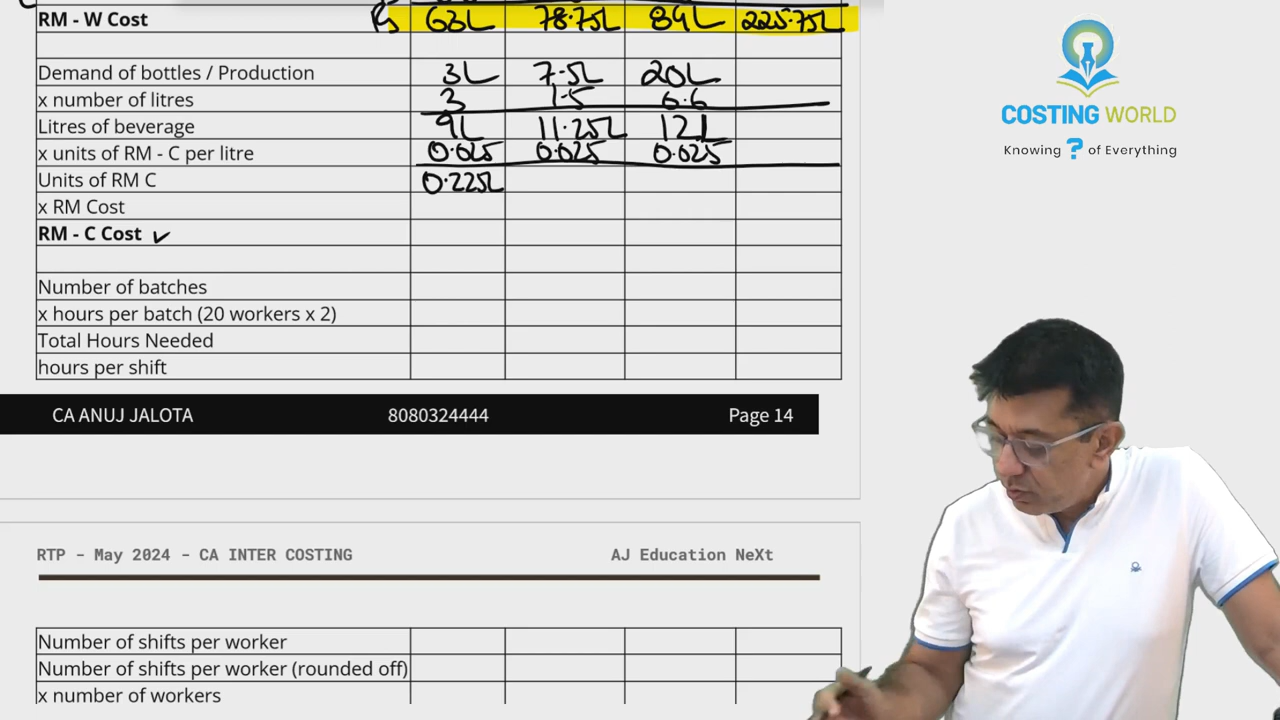 RM - W Cost Rs 63L 78.75L 84L 225.75L
Demand of bottles / Production 3L 7.5L 20L
x number of litres 3 1.5 0.6
Litres of beverage 9L 11.25L 12L
x units of RM - C per litre 0.025 0.025 0.025
Units of RM C 0.225L
x RM Cost
RM - C Cost ✓
Number of batches
x hours per batch (20 workers x 2)
Total Hours Needed
hours per shift
CA ANUJ JALOTA 8080324444 Page 14
RTP - May 2024 - CA INTER COSTING AJ Education NeXt
Number of shifts per worker
Number of shifts per worker (rounded off)
x number of workers
COSTING WORLD
Knowing ? of Everything